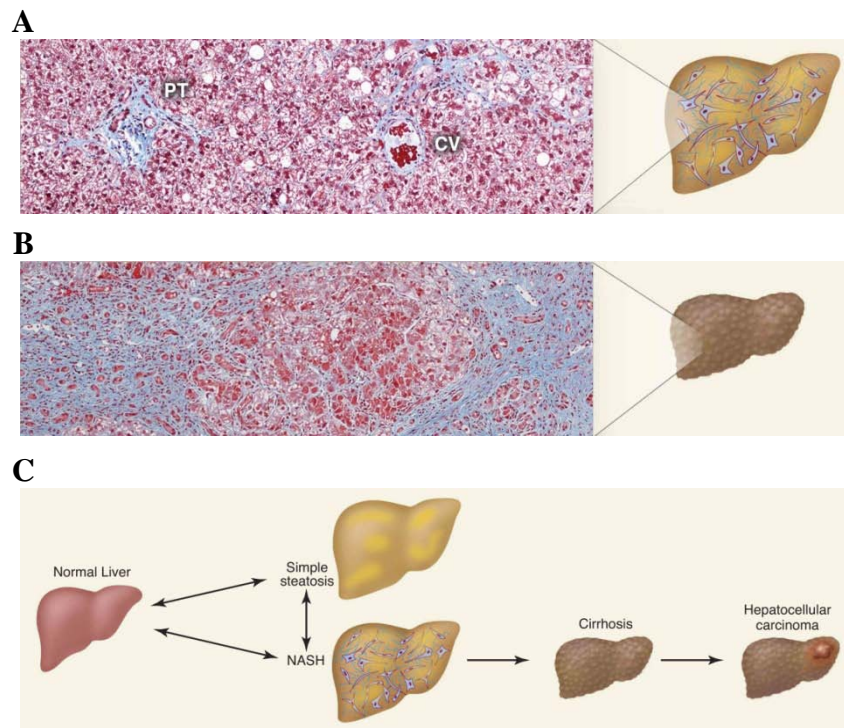 A
PT
CV
B
C
Normal Liver
Simple
steatosis
NASH
Cirrhosis
Hepatocellular
carcinoma